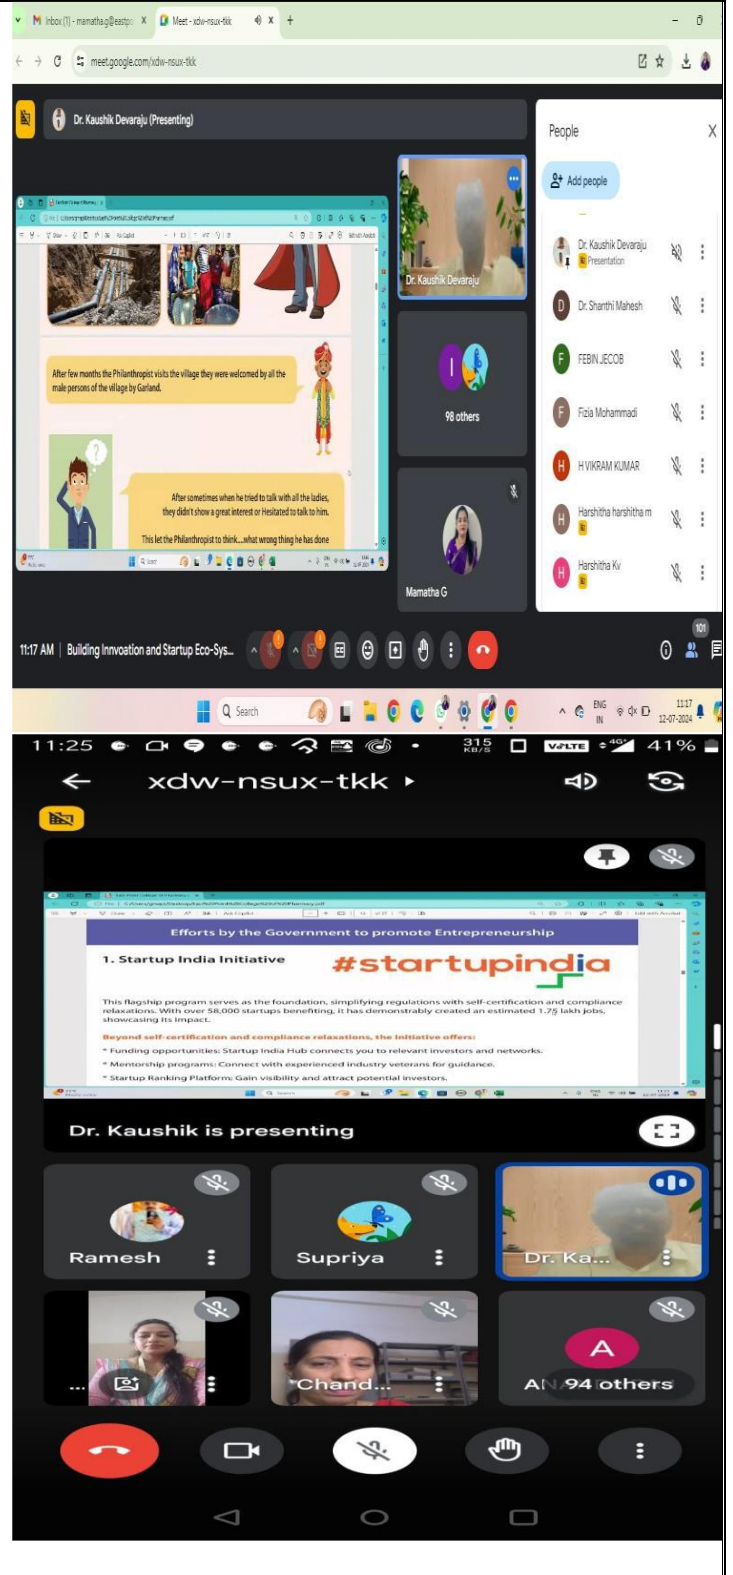 Inbox (1) - mamatha.g@eastpo
Meet - xdw-nsux-tkk
meet.google.com/xdw-nsux-tkk
Dr. Kaushik Devaraju (Presenting)
People
Add people
Dr. Kaushik Devaraju
Presentation
D
Dr. Shanthi Mahesh
F
FEBIN JECOB
F
Fizia Mohammadi
H
H VIKRAM KUMAR
H
Harshitha harshitha m
H
Harshitha Kv
Dr. Kaushik Devaraju
I
98 others
Mamatha G
After few months the Philanthropist visits the village they were welcomed by all the
male persons of the village by Garland.
?
After sometimes when he tried to talk with all the ladies,
they didn't show a great interest or Hesitated to talk to him.
This let the Philanthropist to think....what wrong thing he has done
11:17 AM | Building Innvoation and Startup Eco-Sys...
101
Search
ENG
IN
11:17
12-07-2024
11:25
315
KB/S
VoLTE
4G+
41%
xdw-nsux-tkk
Efforts by the Government to promote Entrepreneurship
1. Startup India Initiative
#startupindia
This flagship program serves as the foundation, simplifying regulations with self-certification and compliance
relaxations. With over 58,000 startups benefiting, it has demonstrably created an estimated 1.75 lakh jobs,
showcasing its impact.
Beyond self-certification and compliance relaxations, the Initiative offers:
* Funding opportunities: Startup India Hub connects you to relevant investors and networks.
* Mentorship programs: Connect with experienced industry veterans for guidance.
* Startup Ranking Platform: Gain visibility and attract potential investors.
Dr. Kaushik is presenting
Ramesh
Supriya
Dr. Ka...
...
Chand...
A
94 others